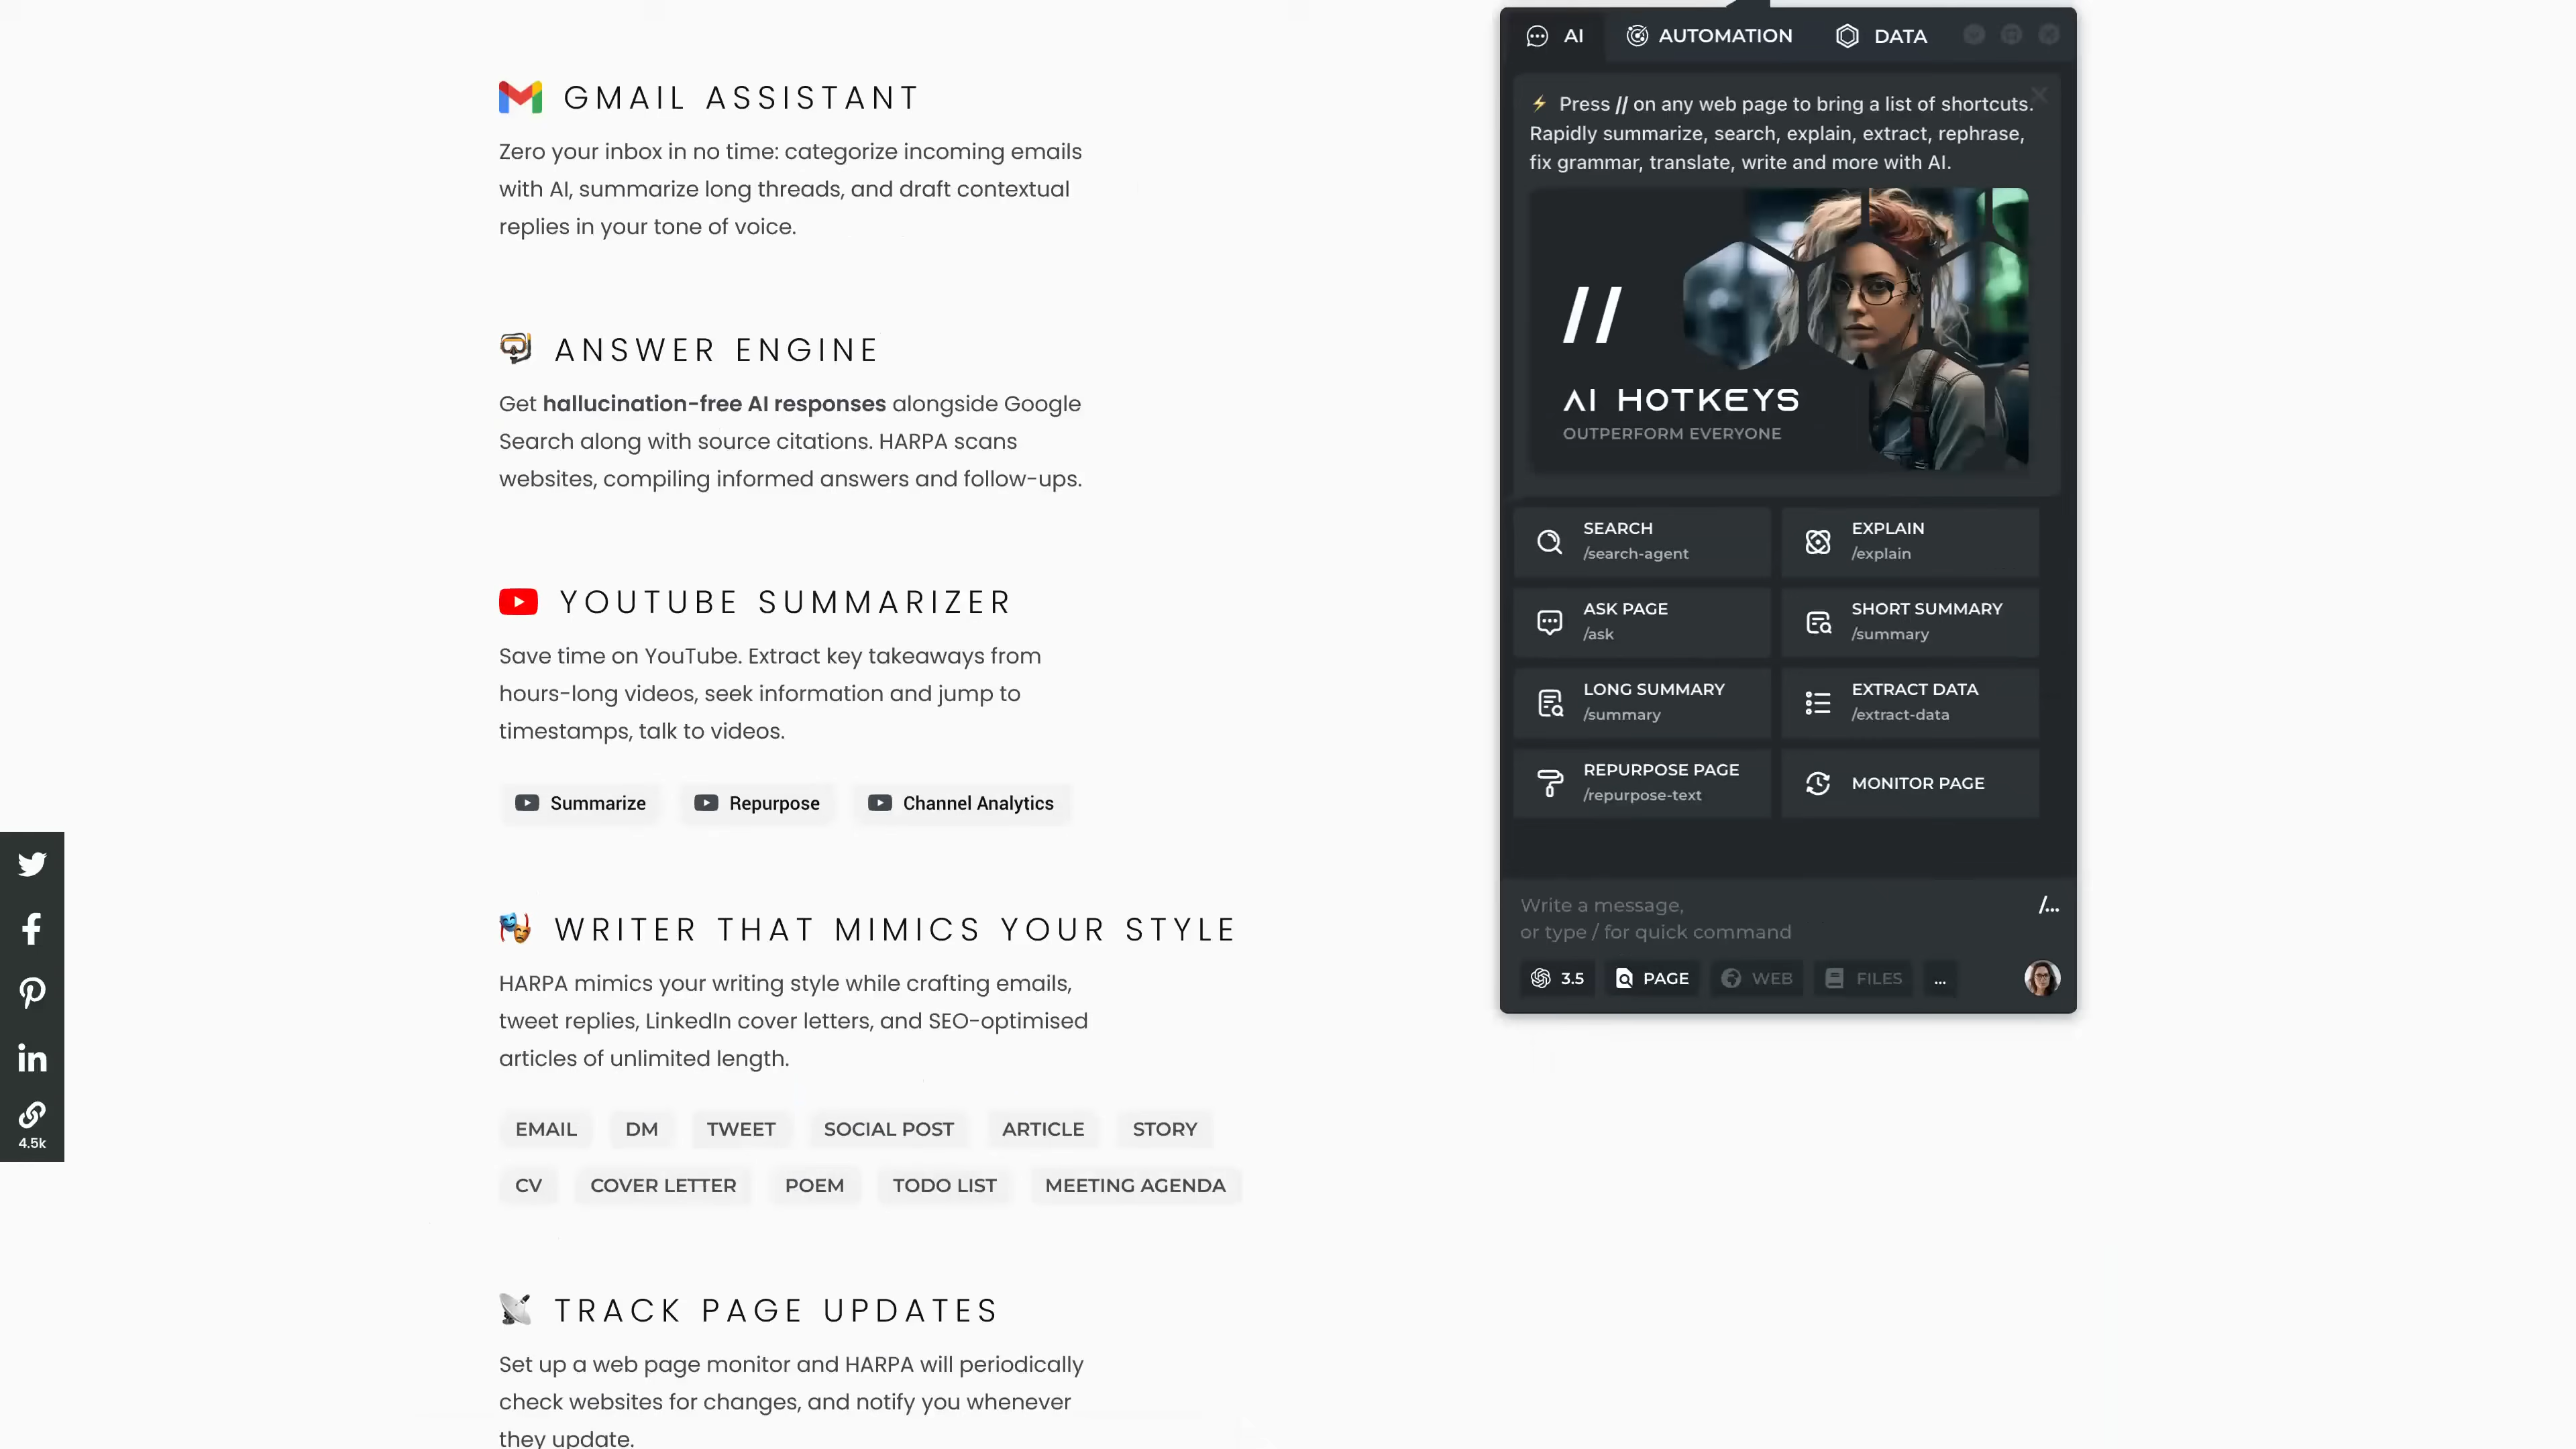 GMAIL ASSISTANT
Zero your inbox in no time: categorize incoming emails
with AI, summarize long threads, and draft contextual
replies in your tone of voice.
ANSWER ENGINE
Get hallucination-free AI responses alongside Google
Search along with source citations. HARPA scans
websites, compiling informed answers and follow-ups.
YOUTUBE SUMMARIZER
Save time on YouTube. Extract key takeaways from
hours-long videos, seek information and jump to
timestamps, talk to videos.
Summarize Repurpose Channel Analytics
WRITER THAT MIMICS YOUR STYLE
HARPA mimics your writing style while crafting emails,
tweet replies, LinkedIn cover letters, and SEO-optimised
articles of unlimited length.
EMAIL DM TWEET SOCIAL POST ARTICLE STORY
CV COVER LETTER POEM TODO LIST MEETING AGENDA
TRACK PAGE UPDATES
Set up a web page monitor and HARPA will periodically
check websites for changes, and notify you whenever
they update.
4.5k
AI AUTOMATION DATA
⚡ Press // on any web page to bring a list of shortcuts.
Rapidly summarize, search, explain, extract, rephrase,
fix grammar, translate, write and more with AI.
//
AI HOTKEYS
OUTPERFORM EVERYONE
SEARCH
/search-agent
EXPLAIN
/explain
ASK PAGE
/ask
SHORT SUMMARY
/summary
LONG SUMMARY
/summary
EXTRACT DATA
/extract-data
REPURPOSE PAGE
/repurpose-text
MONITOR PAGE
Write a message,
or type / for quick command
/...
3.5 PAGE WEB FILES ...